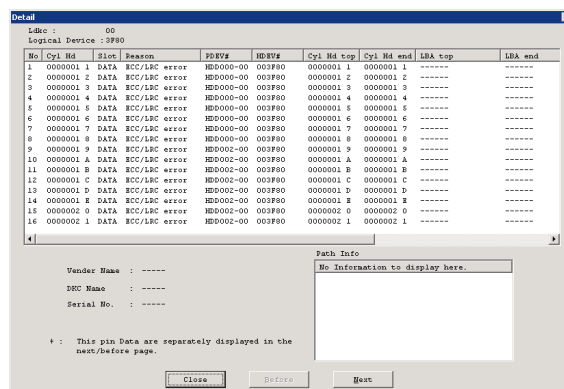 Detail
Ldkc : 00
Logical Device : 3F80
No Cyl Hd Slot Reason PDEV# HDEV# Cyl Hd top Cyl Hd end LBA top LBA end
1 0000001 1 DATA ECC/LRC error HDD000-00 003F80 0000001 1 0000001 1 ------ ------
2 0000001 2 DATA ECC/LRC error HDD000-00 003F80 0000001 2 0000001 2 ------ ------
3 0000001 3 DATA ECC/LRC error HDD000-00 003F80 0000001 3 0000001 3 ------ ------
4 0000001 4 DATA ECC/LRC error HDD000-00 003F80 0000001 4 0000001 4 ------ ------
5 0000001 5 DATA ECC/LRC error HDD000-00 003F80 0000001 5 0000001 5 ------ ------
6 0000001 6 DATA ECC/LRC error HDD000-00 003F80 0000001 6 0000001 6 ------ ------
7 0000001 7 DATA ECC/LRC error HDD000-00 003F80 0000001 7 0000001 7 ------ ------
8 0000001 8 DATA ECC/LRC error HDD000-00 003F80 0000001 8 0000001 8 ------ ------
9 0000001 9 DATA ECC/LRC error HDD002-00 003F80 0000001 9 0000001 9 ------ ------
10 0000001 A DATA ECC/LRC error HDD002-00 003F80 0000001 A 0000001 A ------ ------
11 0000001 B DATA ECC/LRC error HDD002-00 003F80 0000001 B 0000001 B ------ ------
12 0000001 C DATA ECC/LRC error HDD002-00 003F80 0000001 C 0000001 C ------ ------
13 0000001 D DATA ECC/LRC error HDD002-00 003F80 0000001 D 0000001 D ------ ------
14 0000001 E DATA ECC/LRC error HDD002-00 003F80 0000001 E 0000001 E ------ ------
15 0000002 0 DATA ECC/LRC error HDD002-00 003F80 0000002 0 0000002 0 ------ ------
16 0000002 1 DATA ECC/LRC error HDD002-00 003F80 0000002 1 0000002 1 ------ ------
Path Info
No Information to display here.
Vender Name : -----
DKC Name : -----
Serial No. : -----
+ : This pin Data are separately displayed in the
next/before page.
Close Before Next